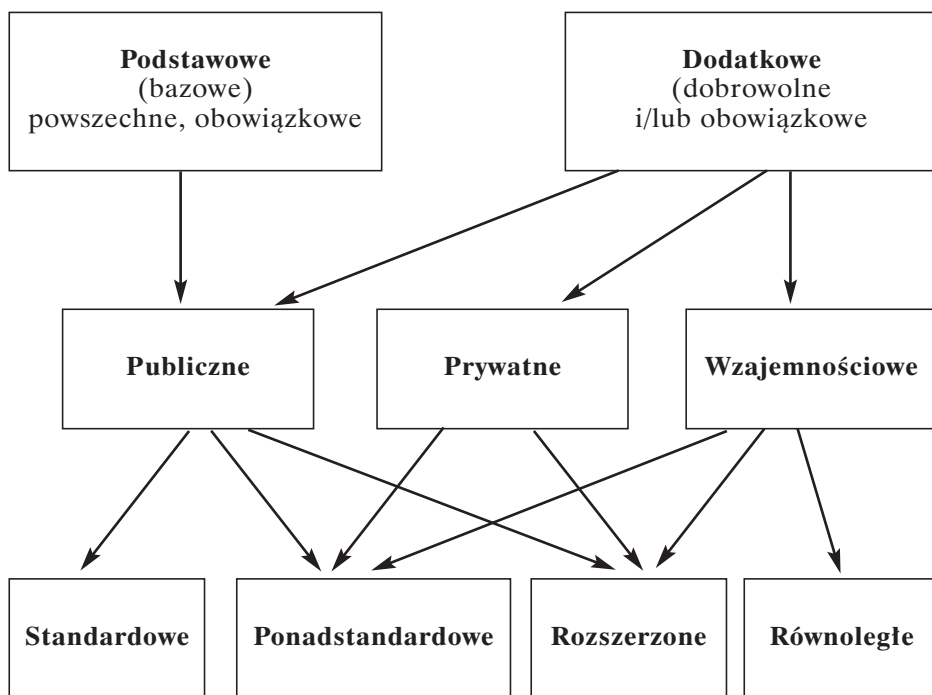 Podstawowe
(bazowe)
powszechne, obowiązkowe
Dodatkowe
(dobrowolne
i/lub obowiązkowe
Publiczne
Prywatne
Wzajemnościowe
Standardowe
Ponadstandardowe
Rozszerzone
Równoległe